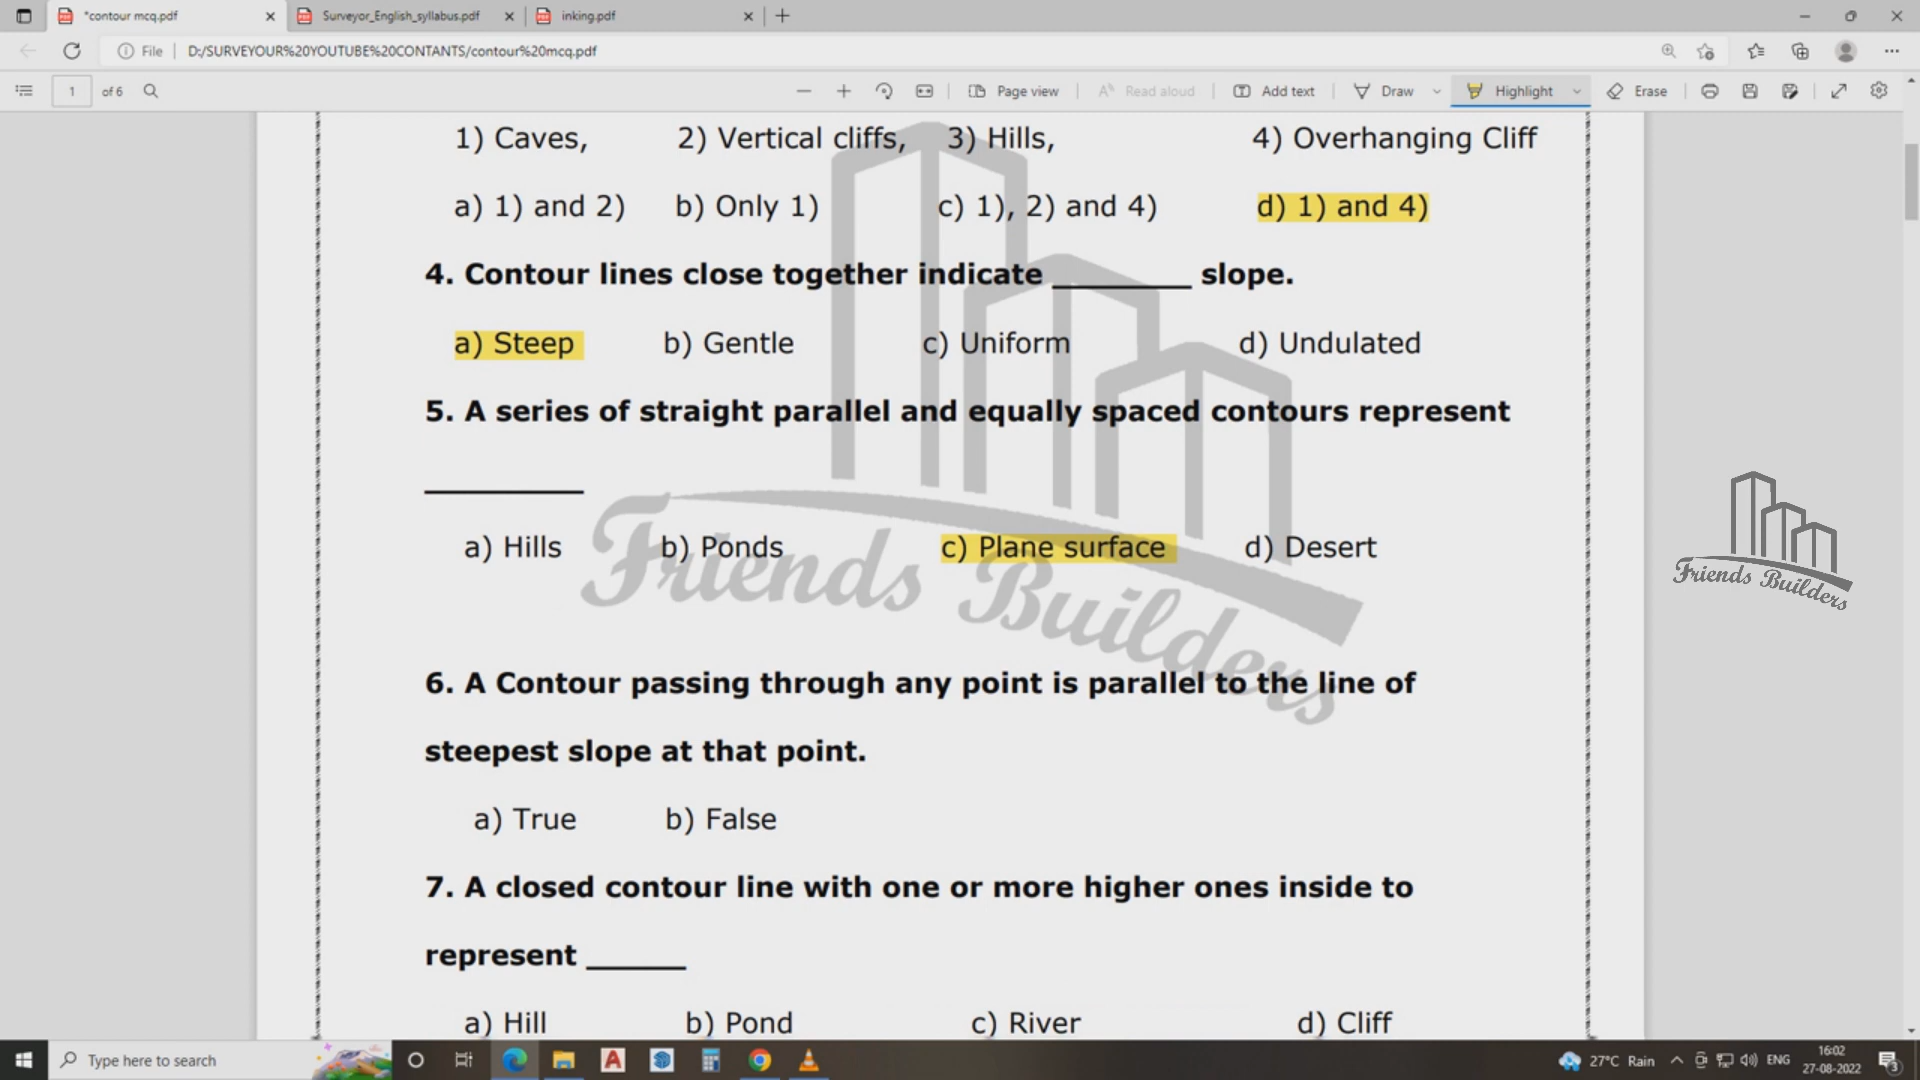 *contour mcq.pdf
Surveyor_English_syllabus.pdf
inking.pdf
File
D:/SURVEYOUR%20YOUTUBE%20CONTANTS/contour%20mcq.pdf
1 of 6
Page view
Read aloud
Add text
Draw
Highlight
Erase
1) Caves, 2) Vertical cliffs, 3) Hills, 4) Overhanging Cliff
a) 1) and 2) b) Only 1) c) 1), 2) and 4) d) 1) and 4)
4. Contour lines close together indicate ________ slope.
a) Steep b) Gentle c) Uniform d) Undulated
5. A series of straight parallel and equally spaced contours represent
_________
a) Hills b) Ponds c) Plane surface d) Desert
Friends Builders
Friends Builders
6. A Contour passing through any point is parallel to the line of
steepest slope at that point.
a) True b) False
7. A closed contour line with one or more higher ones inside to
represent ______
a) Hill b) Pond c) River d) Cliff
Type here to search
27°C Rain
ENG
16:02
27-08-2022
3